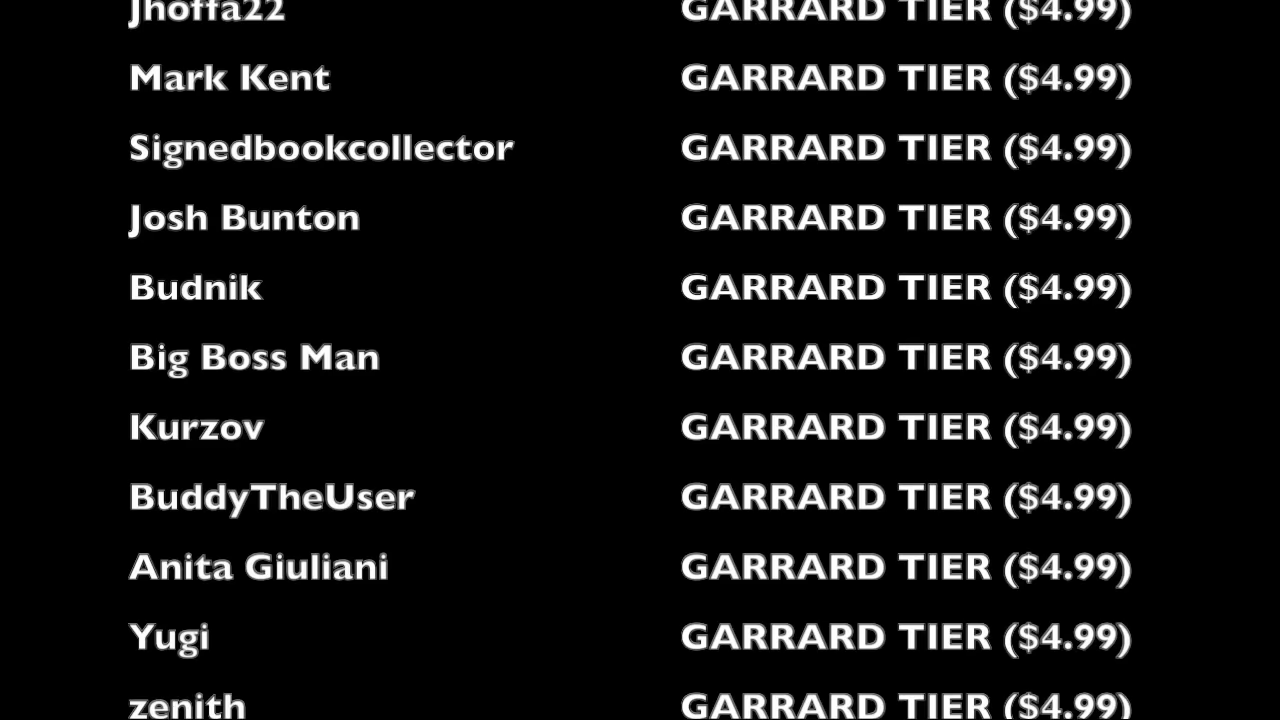 Jhoffa22 GARRARD TIER ($4.99)
Mark Kent GARRARD TIER ($4.99)
Signedbookcollector GARRARD TIER ($4.99)
Josh Bunton GARRARD TIER ($4.99)
Budnik GARRARD TIER ($4.99)
Big Boss Man GARRARD TIER ($4.99)
Kurzov GARRARD TIER ($4.99)
BuddyTheUser GARRARD TIER ($4.99)
Anita Giuliani GARRARD TIER ($4.99)
Yugi GARRARD TIER ($4.99)
zenith GARRARD TIER ($4.99)